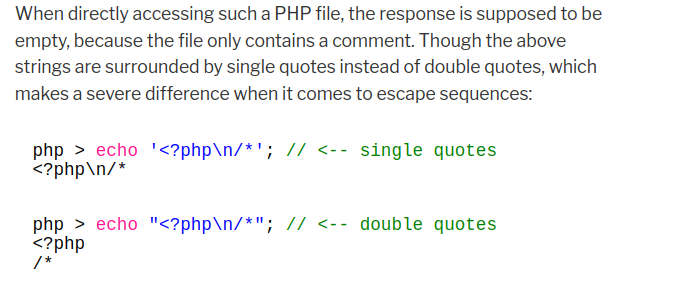 When directly accessing such a PHP file, the response is supposed to be
empty, because the file only contains a comment. Though the above
strings are surrounded by single quotes instead of double quotes, which
makes a severe difference when it comes to escape sequences:
php > echo '<?php\n/*'; // <-- single quotes
<?php\n/*
php > echo "<?php\n/*"; // <-- double quotes
<?php
/*